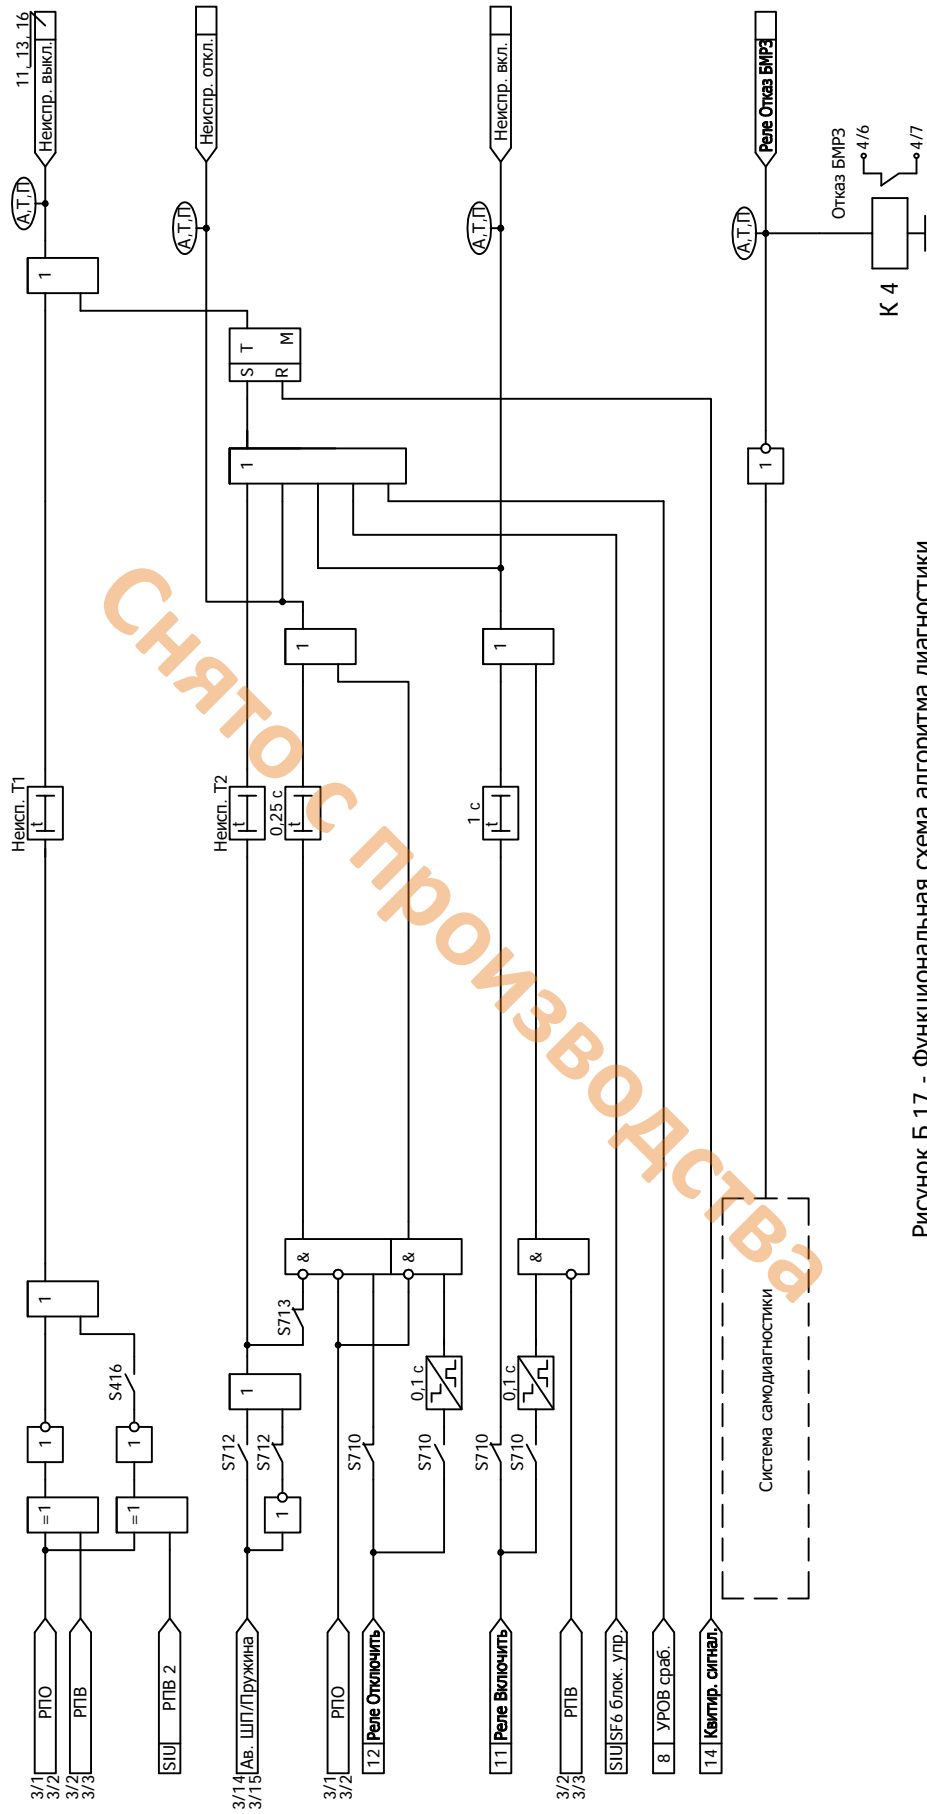 РПО
3/1
3/2
РПВ
3/2
3/3
SIU РПВ 2
=1
=1
1
1
S416
1
Неисп. Т1
t
1
А,Т,П
Неиспр. выкл.
11, 13, 16
Ав. ШП/Пружина
3/14
3/15
1
S712
S712
1
S713
Неисп. Т2
t
0,25 с
t
1
1
S T
R M
А,Т,П
Неиспр. откл.
РПО
3/1
3/2
12 Реле Отключить
S710
S710
0,1 с
&
&
11 Реле Включить
S710
S710
0,1 с
&
1 с
t
1
А,Т,П
Неиспр. вкл.
РПВ
3/2
3/3
SIU SF6 блок. упр.
8 УРОВ сраб.
14 Квитир. сигнал.
Система самодиагностики
1
А,Т,П
Реле Отказ БМРЗ
К 4
Отказ БМРЗ
4/6
4/7
Рисунок Б.17 - Функциональная схема алгоритма диагностики
Снято с производства